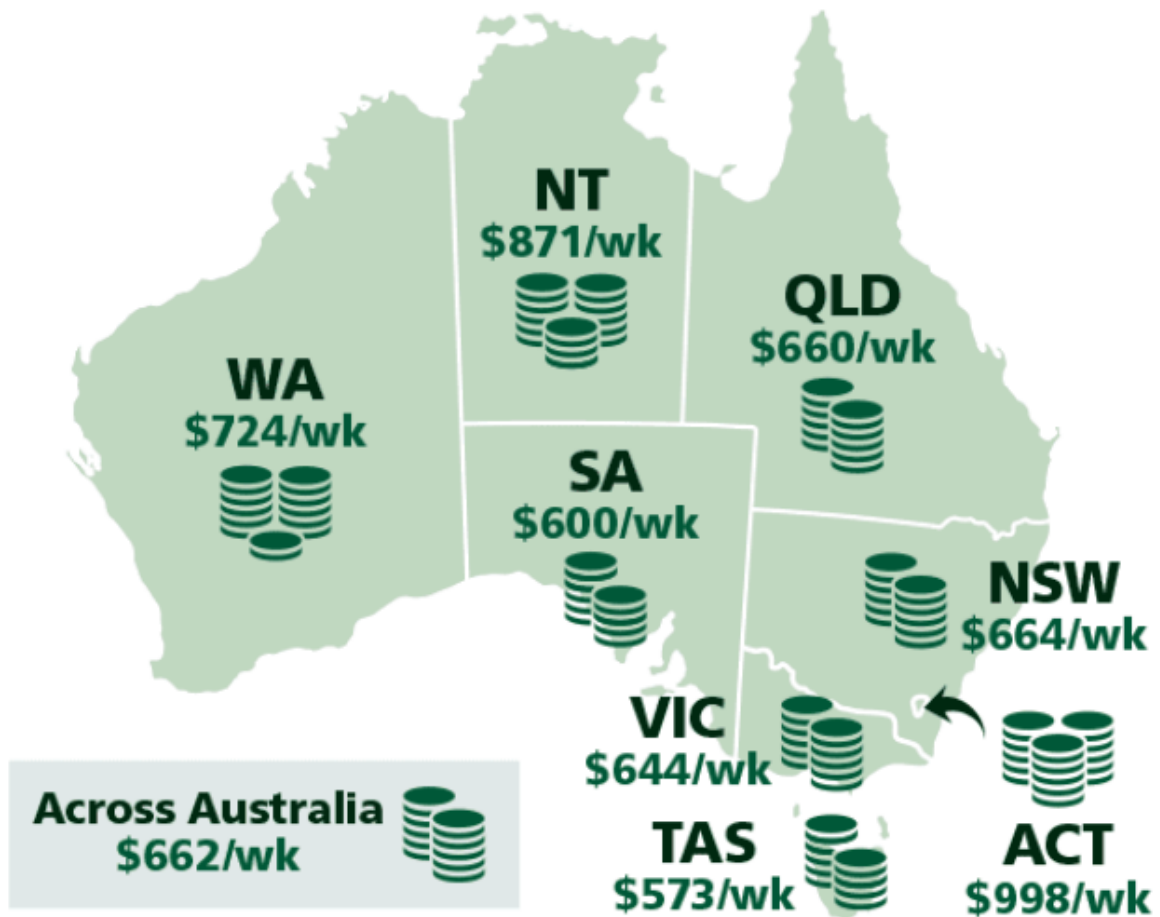 NT
$871/wk
QLD
$660/wk
WA
$724/wk
SA
$600/wk
NSW
$664/wk
VIC
$644/wk
Across Australia
$662/wk
TAS
$573/wk
ACT
$998/wk